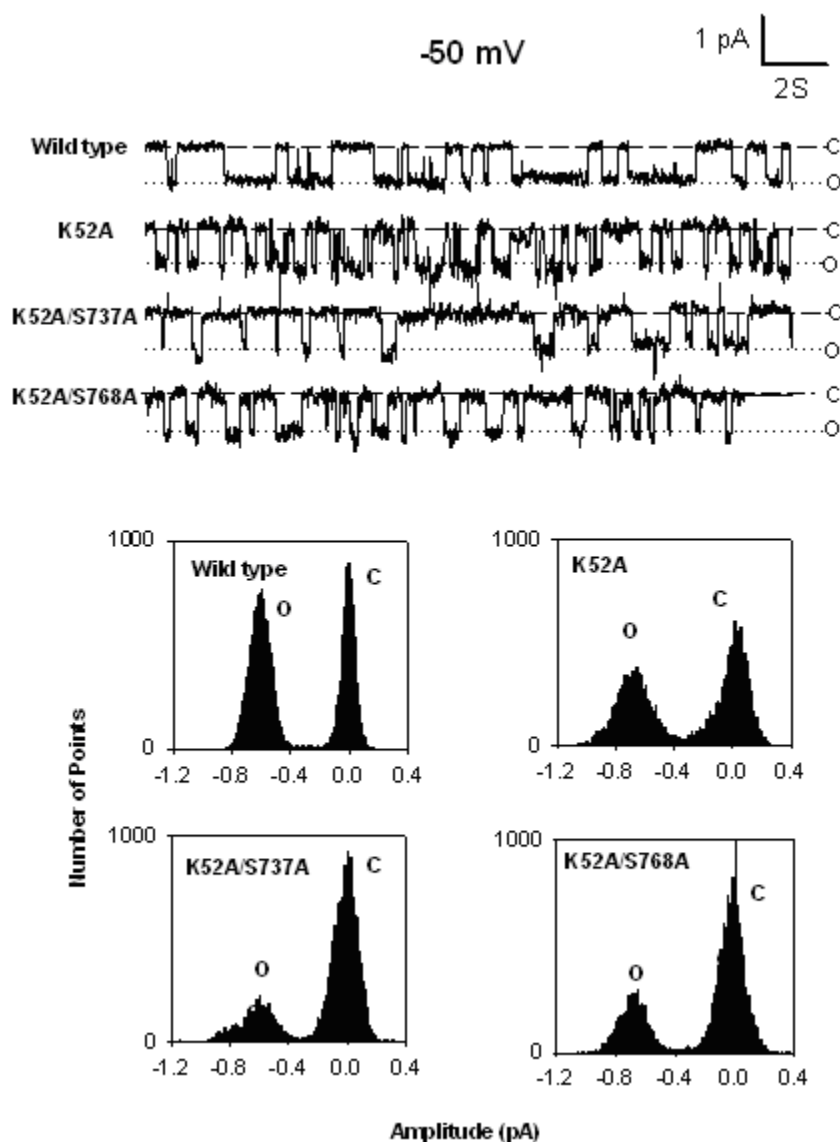 -50 mV
1 pA
2S
Wild type
C
O
K52A
C
O
K52A/S737A
C
O
K52A/S768A
C
O
Number of Points
1000
0
Wild type
O
C
-1.2 -0.8 -0.4 0.0 0.4
1000
0
K52A
O
C
-1.2 -0.8 -0.4 0.0 0.4
1000
0
K52A/S737A
O
C
-1.2 -0.8 -0.4 0.0 0.4
1000
0
K52A/S768A
O
C
-1.2 -0.8 -0.4 0.0 0.4
Amplitude (pA)